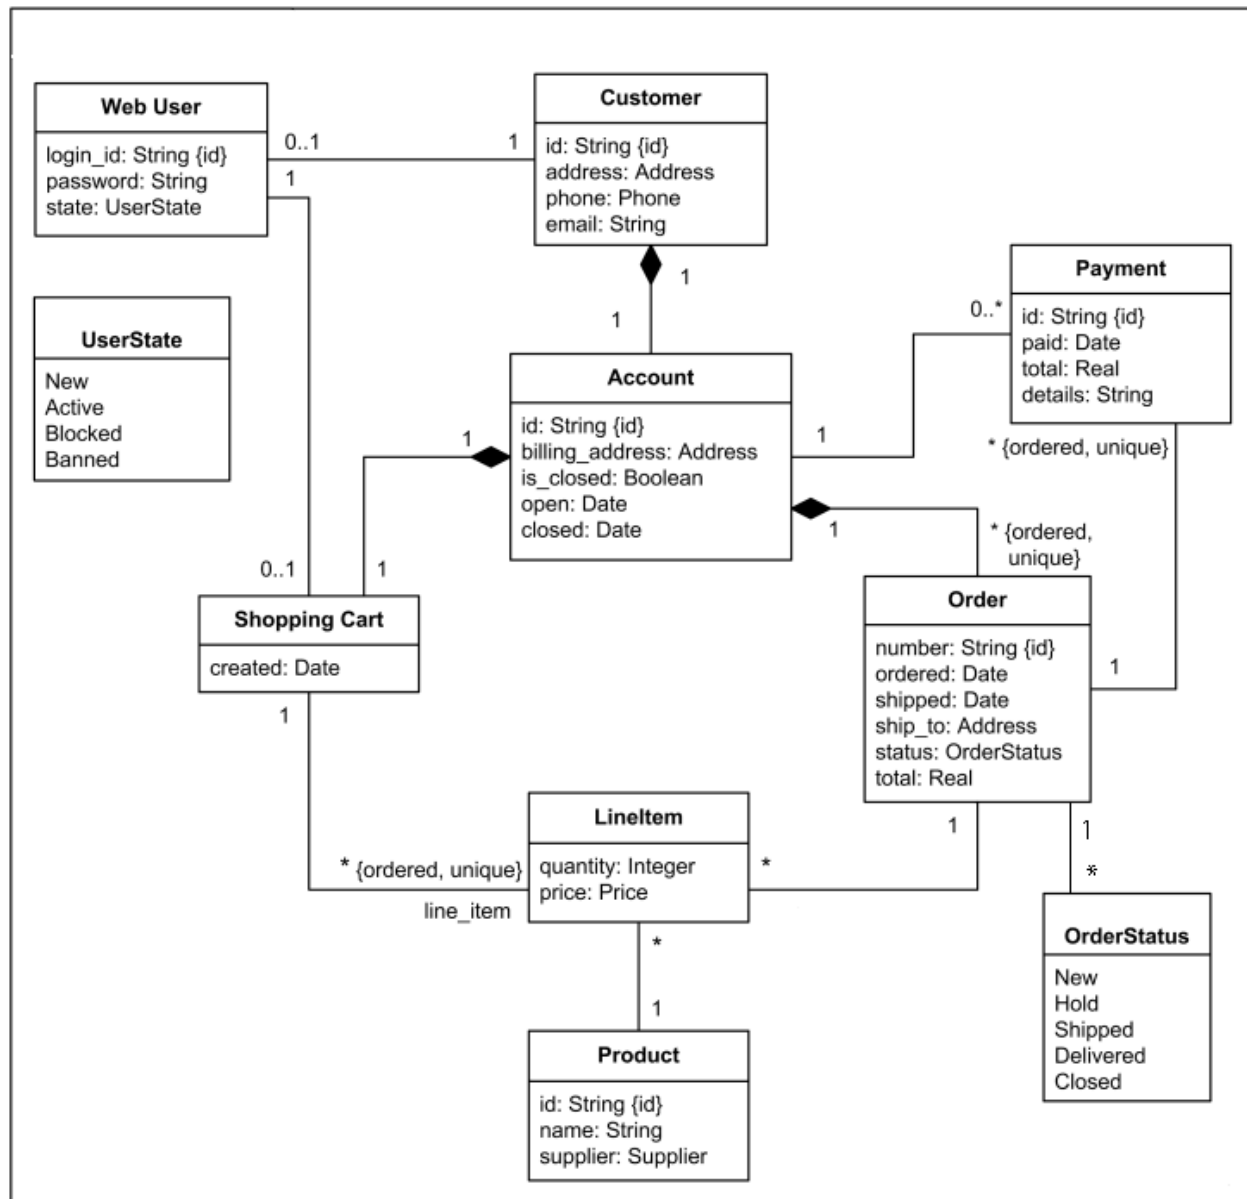 Web User
login_id: String {id}
password: String
state: UserState
0..1
1
1
Customer
id: String {id}
address: Address
phone: Phone
email: String
1
1
Payment
id: String {id}
paid: Date
total: Real
details: String
0..*
1
* {ordered, unique}
UserState
New
Active
Blocked
Banned
Account
id: String {id}
billing_address: Address
is_closed: Boolean
open: Date
closed: Date
1
1
* {ordered,
unique}
0..1
1
Shopping Cart
created: Date
1
Order
number: String {id}
ordered: Date
shipped: Date
ship_to: Address
status: OrderStatus
total: Real
1
1
1
* {ordered, unique}
line_item
LineItem
quantity: Integer
price: Price
*
*
*
1
OrderStatus
New
Hold
Shipped
Delivered
Closed
Product
id: String {id}
name: String
supplier: Supplier